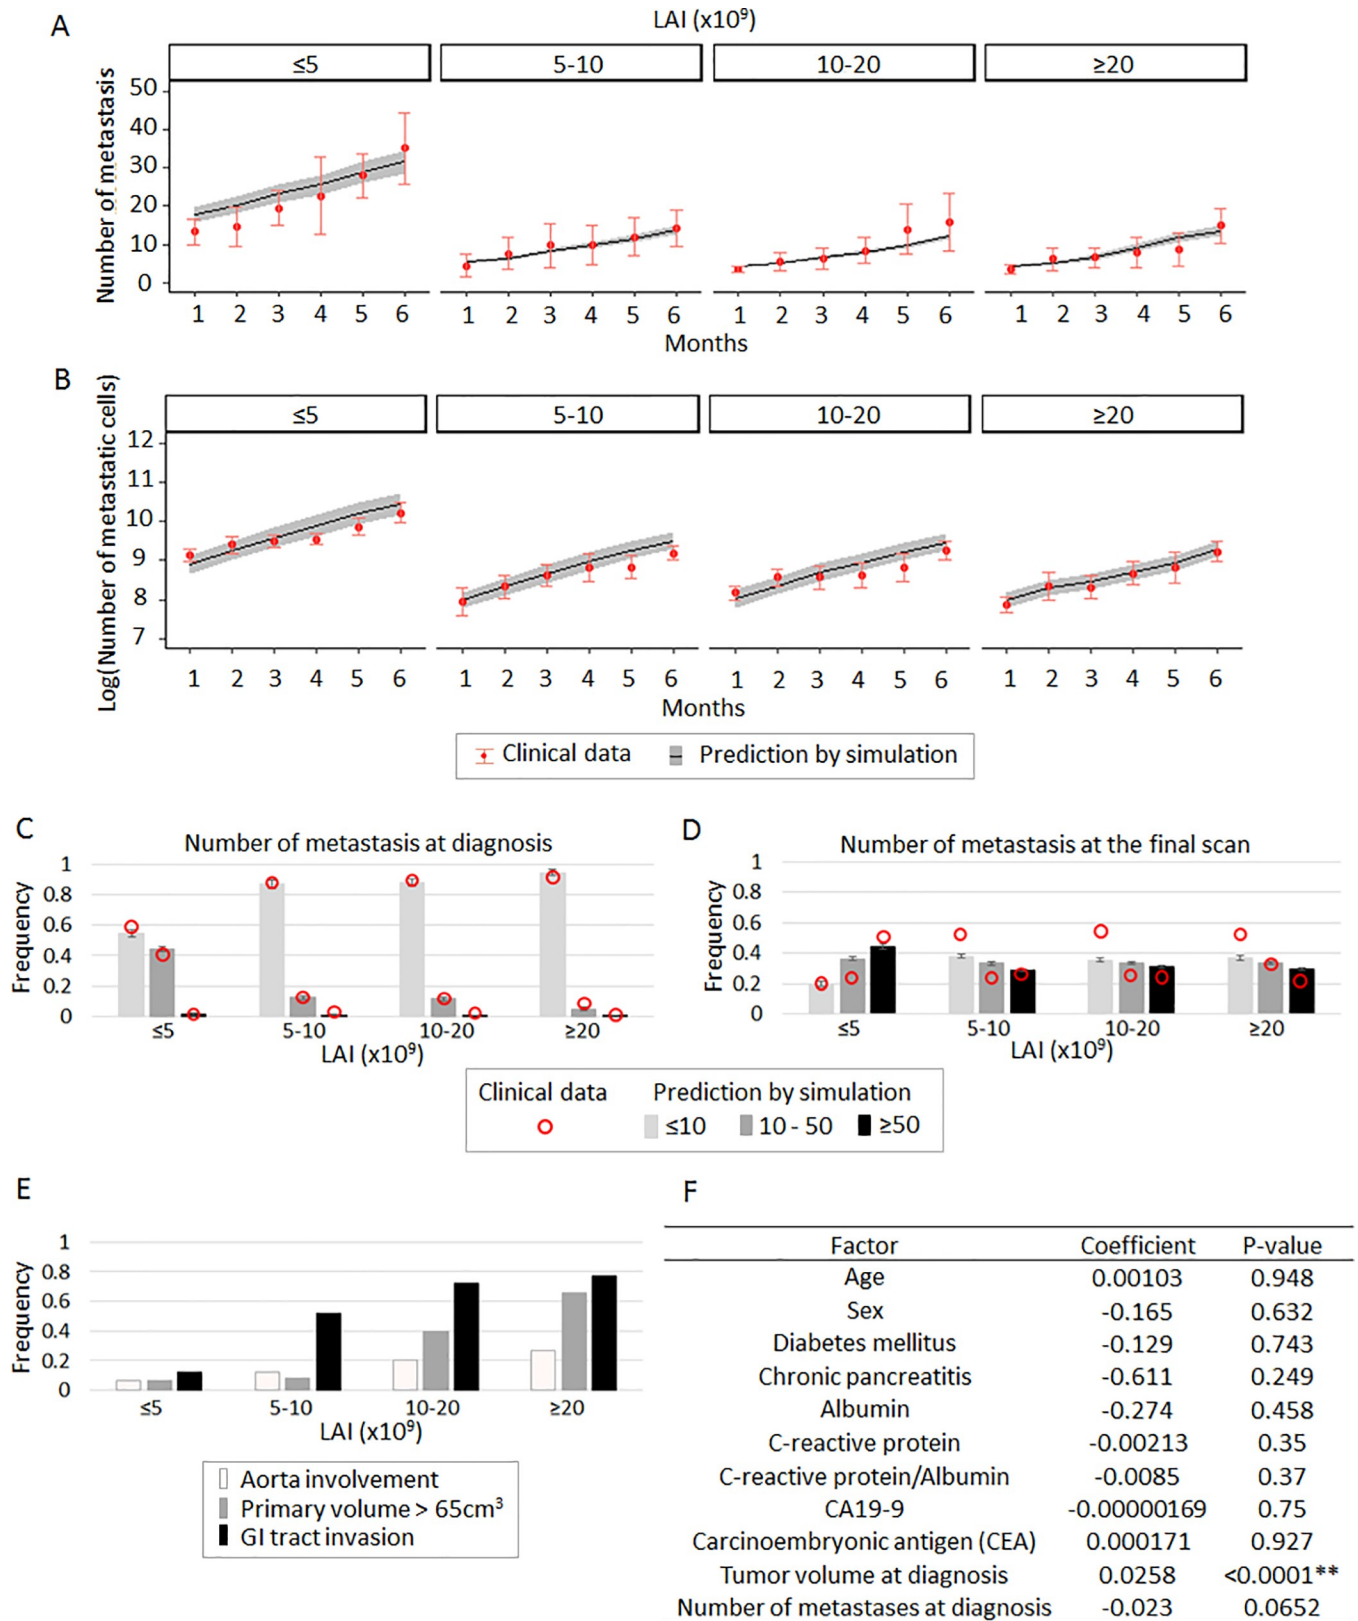 A
LAI (x10⁹)
≤5 5-10 10-20 ≥20
Number of metastasis
50
40
30
20
10
0
1 2 3 4 5 6 1 2 3 4 5 6 1 2 3 4 5 6 1 2 3 4 5 6
Months
B
≤5 5-10 10-20 ≥20
Log(Number of metastatic cells)
12
11
10
9
8
7
1 2 3 4 5 6 1 2 3 4 5 6 1 2 3 4 5 6 1 2 3 4 5 6
Months
Clinical data Prediction by simulation
C
Number of metastasis at diagnosis
Frequency
1
0.8
0.6
0.4
0.2
0
≤5 5-10 10-20 ≥20
LAI (x10⁹)
D
Number of metastasis at the final scan
Frequency
1
0.8
0.6
0.4
0.2
0
≤5 5-10 10-20 ≥20
LAI (x10⁹)
Clinical data Prediction by simulation
≤10 10 - 50 ≥50
E
Frequency
1
0.8
0.6
0.4
0.2
0
≤5 5-10 10-20 ≥20
LAI (x10⁹)
Aorta involvement
Primary volume > 65cm³
GI tract invasion
F
Factor Coefficient P-value
Age 0.00103 0.948
Sex -0.165 0.632
Diabetes mellitus -0.129 0.743
Chronic pancreatitis -0.611 0.249
Albumin -0.274 0.458
C-reactive protein -0.00213 0.35
C-reactive protein/Albumin -0.0085 0.37
CA19-9 -0.00000169 0.75
Carcinoembryonic antigen (CEA) 0.000171 0.927
Tumor volume at diagnosis 0.0258 <0.0001**
Number of metastases at diagnosis -0.023 0.0652